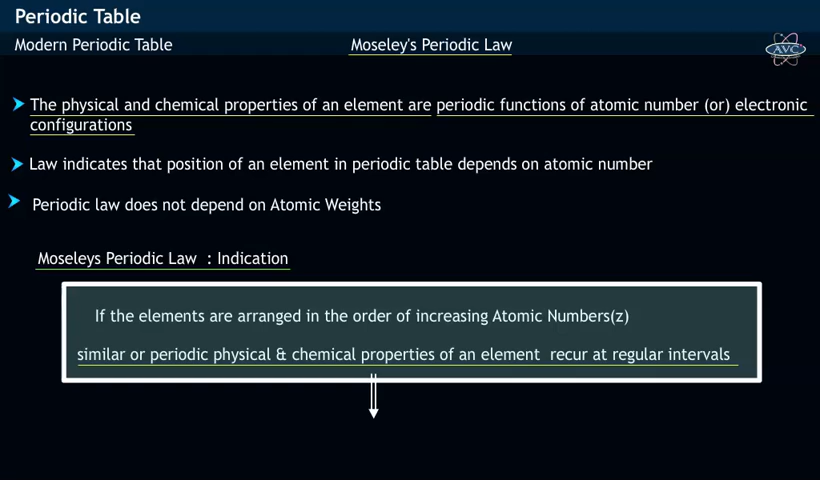 Periodic Table
Modern Periodic Table
Moseley's Periodic Law
AVC
The physical and chemical properties of an element are periodic functions of atomic number (or) electronic
configurations
Law indicates that position of an element in periodic table depends on atomic number
Periodic law does not depend on Atomic Weights
Moseleys Periodic Law : Indication
If the elements are arranged in the order of increasing Atomic Numbers(z)
similar or periodic physical & chemical properties of an element recur at regular intervals